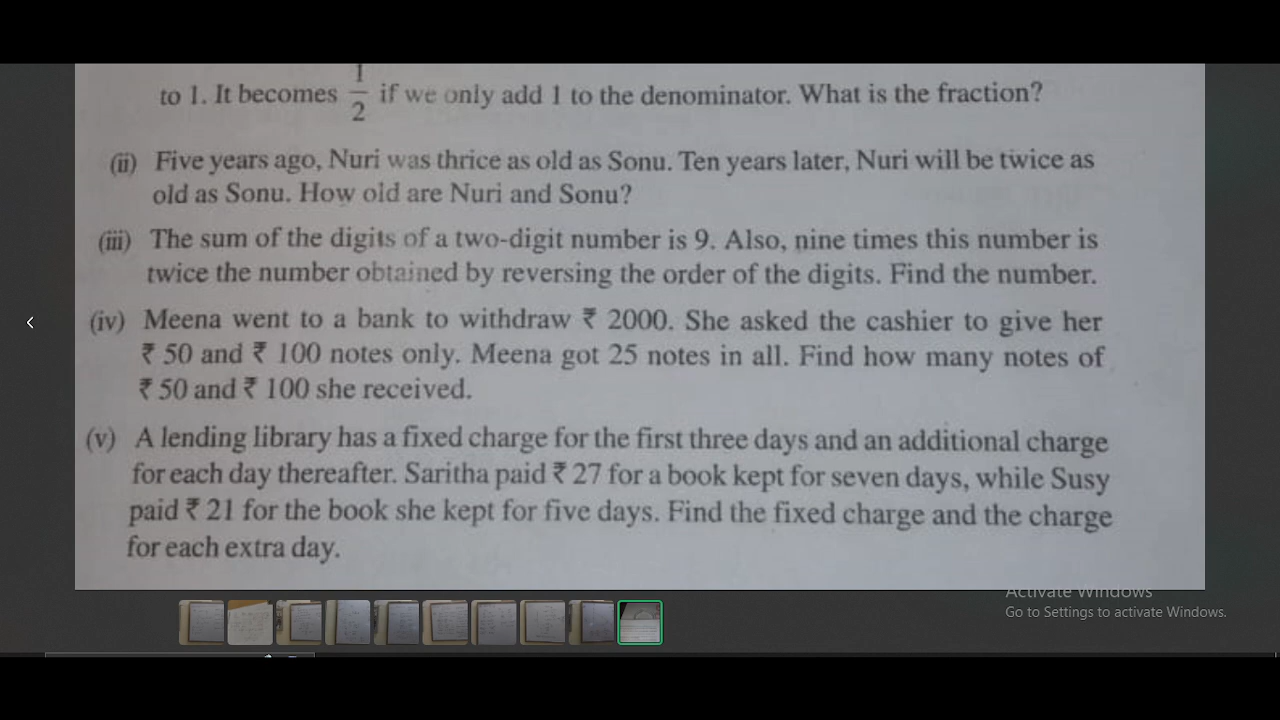 to 1. It becomes 1/2 if we only add 1 to the denominator. What is the fraction?
(ii) Five years ago, Nuri was thrice as old as Sonu. Ten years later, Nuri will be twice as
old as Sonu. How old are Nuri and Sonu?
(iii) The sum of the digits of a two-digit number is 9. Also, nine times this number is
twice the number obtained by reversing the order of the digits. Find the number.
(iv) Meena went to a bank to withdraw ₹ 2000. She asked the cashier to give her
₹ 50 and ₹ 100 notes only. Meena got 25 notes in all. Find how many notes of
₹ 50 and ₹ 100 she received.
(v) A lending library has a fixed charge for the first three days and an additional charge
for each day thereafter. Saritha paid ₹ 27 for a book kept for seven days, while Susy
paid ₹ 21 for the book she kept for five days. Find the fixed charge and the charge
for each extra day.
Activate Windows
Go to Settings to activate Windows.